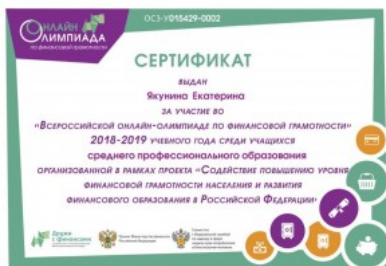 ОСЗ-У015429-0002
Онлайн
Олимпиада
по финансовой грамотности
СЕРТИФИКАТ
выдан
Якунина Екатерина
за участие во
«Всероссийской онлайн-олимпиаде по финансовой грамотности»
2018-2019 учебного года среди учащихся
среднего профессионального образования
организованной в рамках проекта «Содействие повышению уровня
финансовой грамотности населения и развитию
финансового образования в Российской Федерации»
Дружи
с финансами